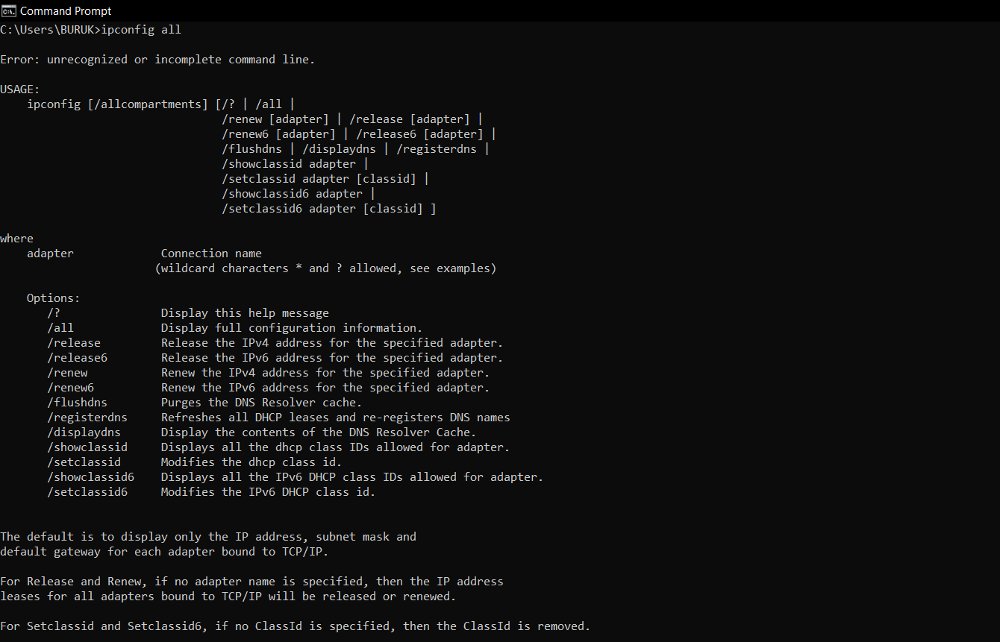 Command Prompt
C:\Users\BURUK>ipconfig all
Error: unrecognized or incomplete command line.
USAGE:
    ipconfig [/allcompartments] [/? | /all |
                                 /renew [adapter] | /release [adapter] |
                                 /renew6 [adapter] | /release6 [adapter] |
                                 /flushdns | /displaydns | /registerdns |
                                 /showclassid adapter |
                                 /setclassid adapter [classid] |
                                 /showclassid6 adapter |
                                 /setclassid6 adapter [classid] ]
where
    adapter             Connection name
                       (wildcard characters * and ? allowed, see examples)
    Options:
       /?               Display this help message
       /all             Display full configuration information.
       /release         Release the IPv4 address for the specified adapter.
       /release6        Release the IPv6 address for the specified adapter.
       /renew           Renew the IPv4 address for the specified adapter.
       /renew6          Renew the IPv6 address for the specified adapter.
       /flushdns        Purges the DNS Resolver cache.
       /registerdns     Refreshes all DHCP leases and re-registers DNS names
       /displaydns      Display the contents of the DNS Resolver Cache.
       /showclassid     Displays all the dhcp class IDs allowed for adapter.
       /setclassid      Modifies the dhcp class id.
       /showclassid6    Displays all the IPv6 DHCP class IDs allowed for adapter.
       /setclassid6     Modifies the IPv6 DHCP class id.
The default is to display only the IP address, subnet mask and
default gateway for each adapter bound to TCP/IP.
For Release and Renew, if no adapter name is specified, then the IP address
leases for all adapters bound to TCP/IP will be released or renewed.
For Setclassid and Setclassid6, if no ClassId is specified, then the ClassId is removed.